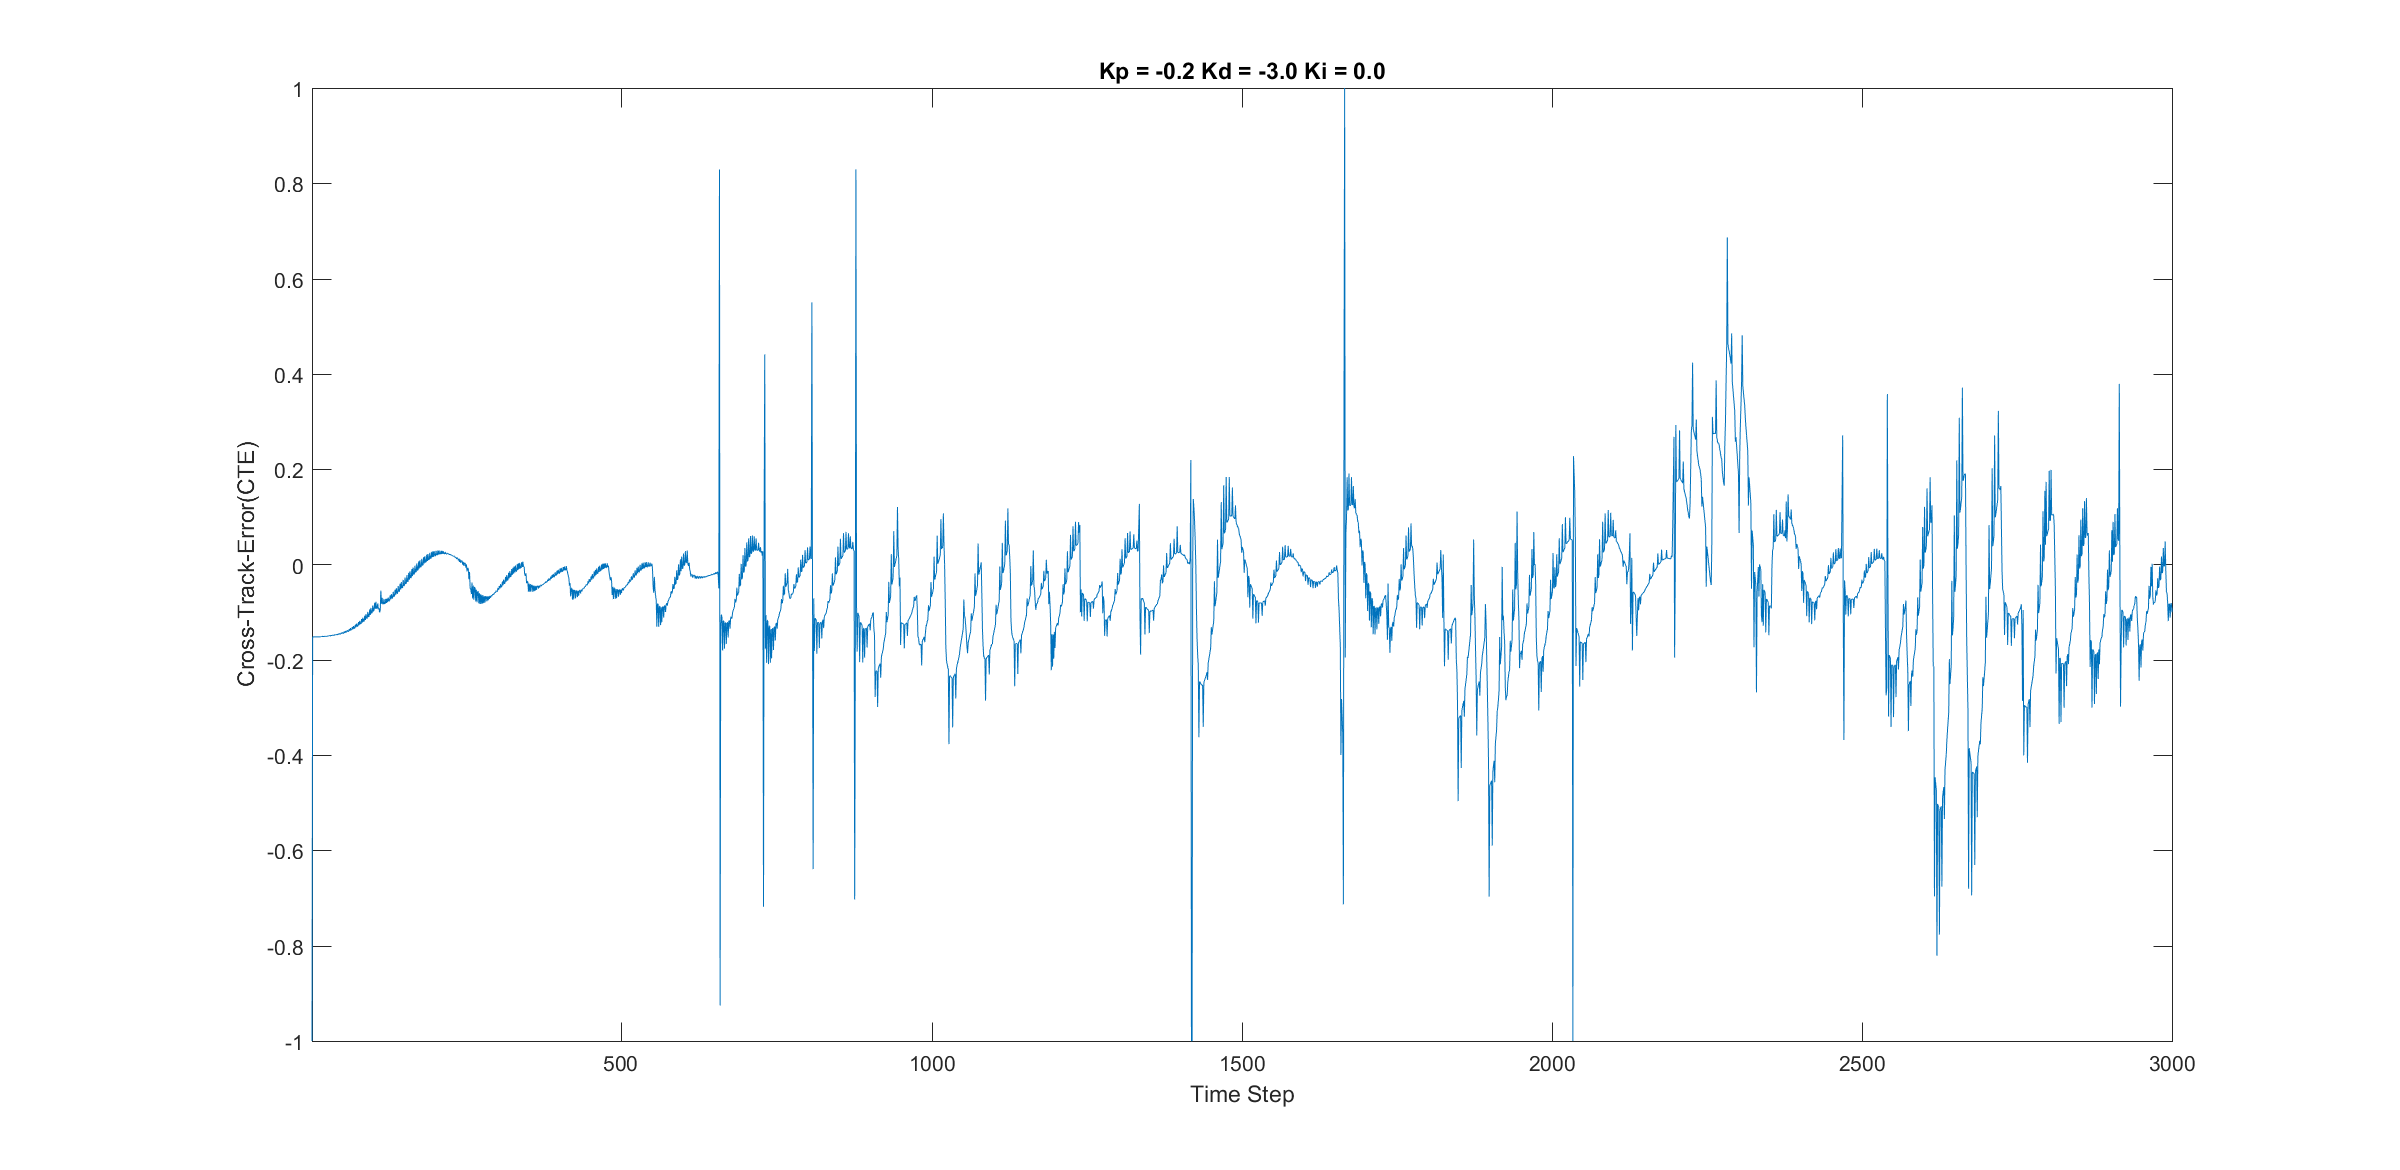 Kp = -0.2 Kd = -3.0 Ki = 0.0
1
0.8
0.6
0.4
0.2
0
-0.2
-0.4
-0.6
-0.8
-1
Cross-Track-Error(CTE)
500 1000 1500 2000 2500 3000
Time Step